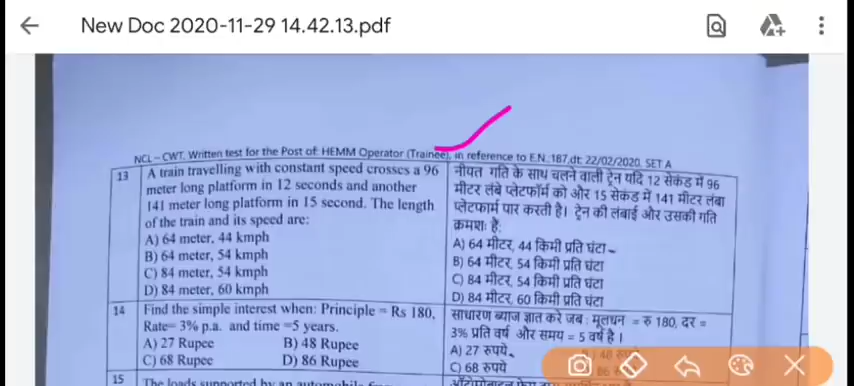 New Doc 2020-11-29 14.42.13.pdf
NCL – CWT, Written test for the Post of: HEMM Operator (Trainee), in reference to E.N. 187,dt: 22/02/2020. SET A
13 A train travelling with constant speed crosses a 96
meter long platform in 12 seconds and another
141 meter long platform in 15 second. The length
of the train and its speed are:
A) 64 meter, 44 kmph
B) 64 meter, 54 kmph
C) 84 meter, 54 kmph
D) 84 meter, 60 kmph
नीयत गति के साथ चलने वाली ट्रेन यदि 12 सेकंड में 96
मीटर लंबे प्लेटफॉर्म को और 15 सेकंड में 141 मीटर लंबा
प्लेटफार्म पार करती है। ट्रेन की लंबाई और उसकी गति
क्रमशः हैं:
A) 64 मीटर, 44 किमी प्रति घंटा
B) 64 मीटर, 54 किमी प्रति घंटा
C) 84 मीटर, 54 किमी प्रति घंटा
D) 84 मीटर, 60 किमी प्रति घंटा
14 Find the simple interest when: Principle = Rs 180,
Rate= 3% p.a. and time =5 years.
A) 27 Rupee B) 48 Rupee
C) 68 Rupee D) 86 Rupee
साधारण ब्याज ज्ञात करे जब : मूलधन = रु 180, दर =
3% प्रति वर्ष और समय = 5 वर्ष है ।
A) 27 रुपये
C) 68 रुपये
15 The loads supported by an automobile